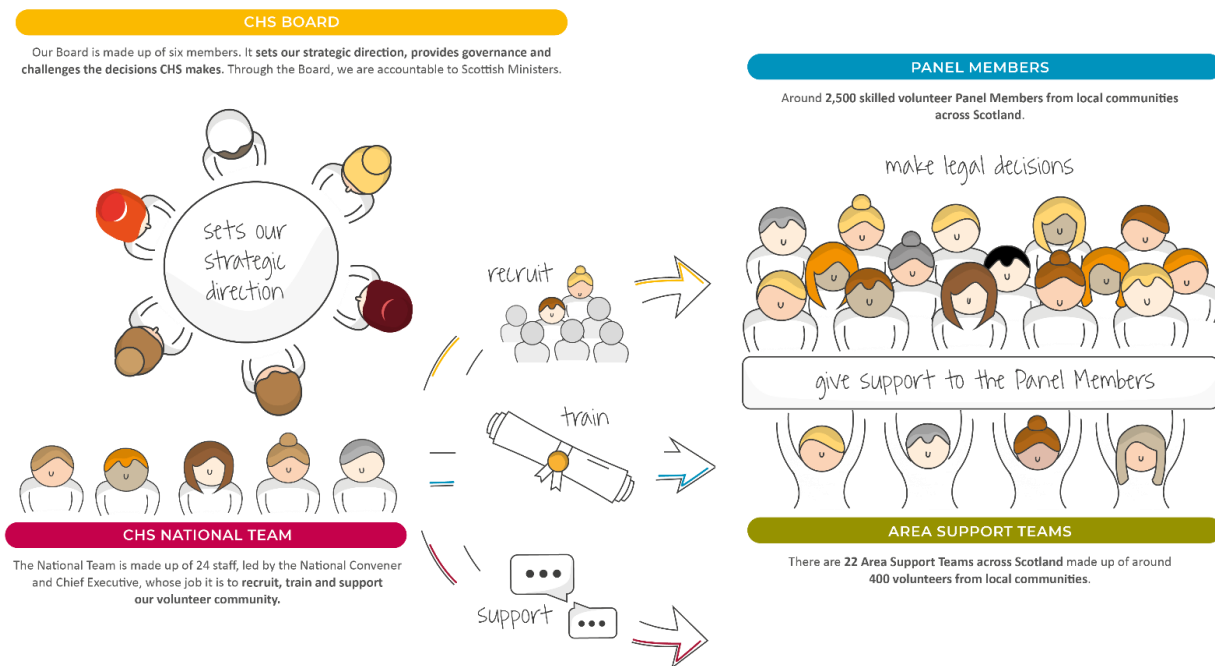 CHS BOARD
Our Board is made up of six members. It sets our strategic direction, provides governance and
challenges the decisions CHS makes. Through the Board, we are accountable to Scottish Ministers.
sets our
strategic
direction
CHS NATIONAL TEAM
The National Team is made up of 24 staff, led by the National Convener
and Chief Executive, whose job it is to recruit, train and support
our volunteer community.
recruit
train
support
PANEL MEMBERS
Around 2,500 skilled volunteer Panel Members from local communities
across Scotland.
make legal decisions
give support to the Panel Members
AREA SUPPORT TEAMS
There are 22 Area Support Teams across Scotland made up of around
400 volunteers from local communities.